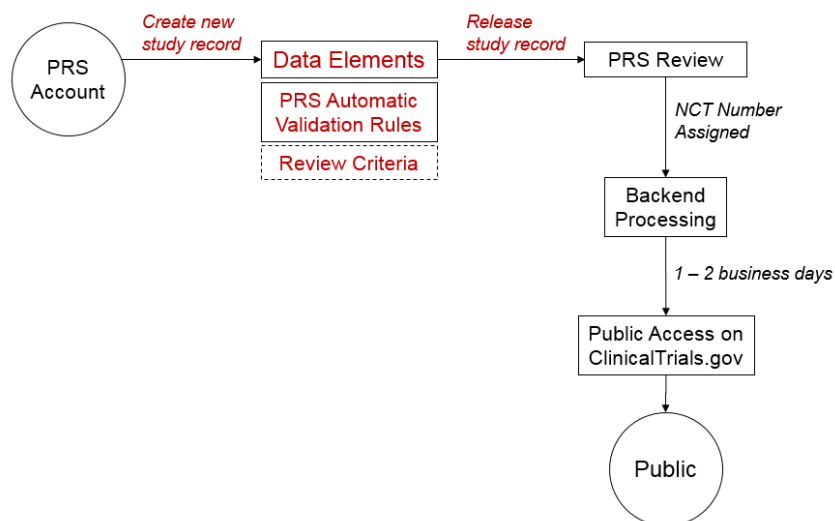 Create new
study record
Release
study record
PRS
Account
Data Elements
PRS Review
PRS Automatic
Validation Rules
Review Criteria
NCT Number
Assigned
Backend
Processing
1 – 2 business days
Public Access on
ClinicalTrials.gov
Public